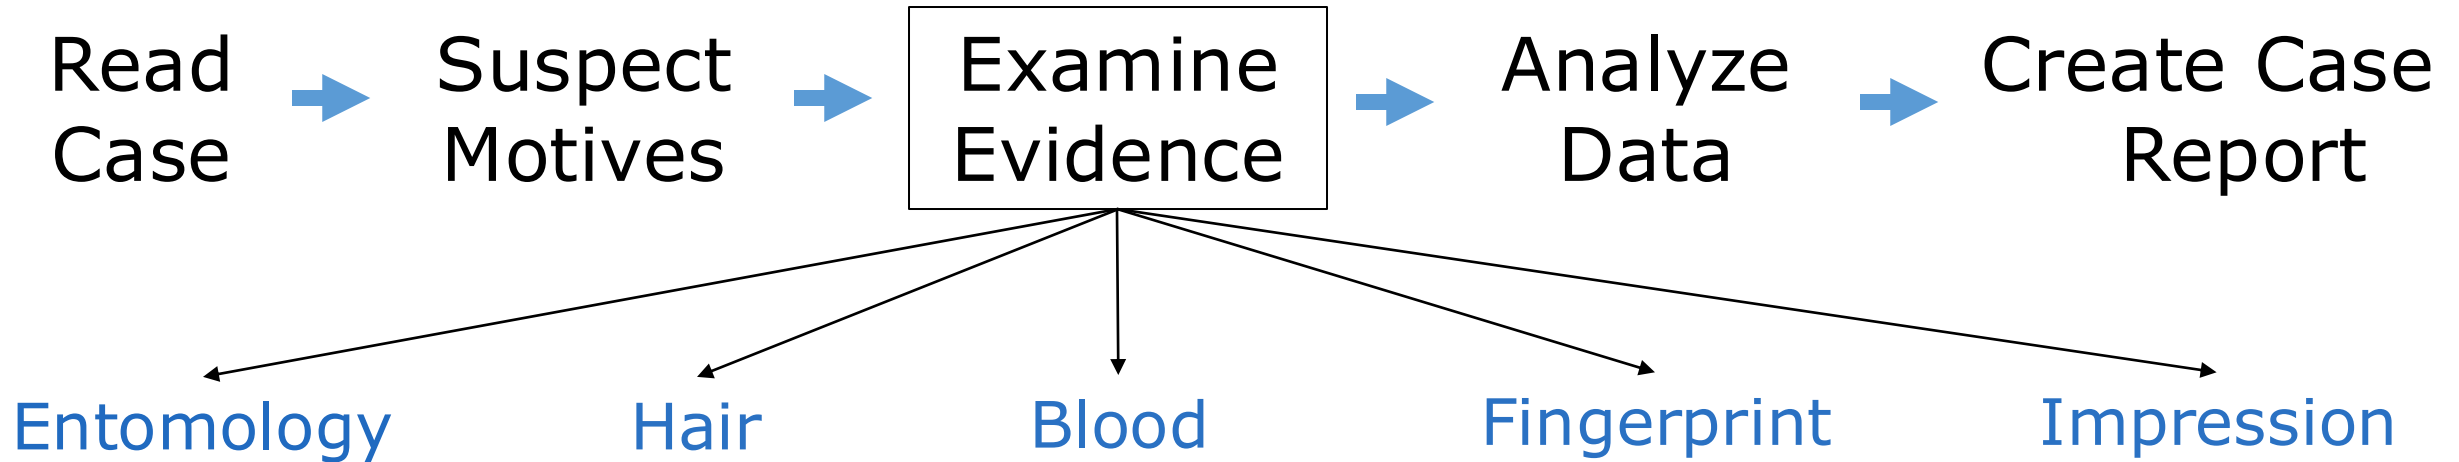 Read
Case
Suspect
Motives
Examine
Evidence
Analyze
Data
Create Case
Report
Entomology
Hair
Blood
Fingerprint
Impression